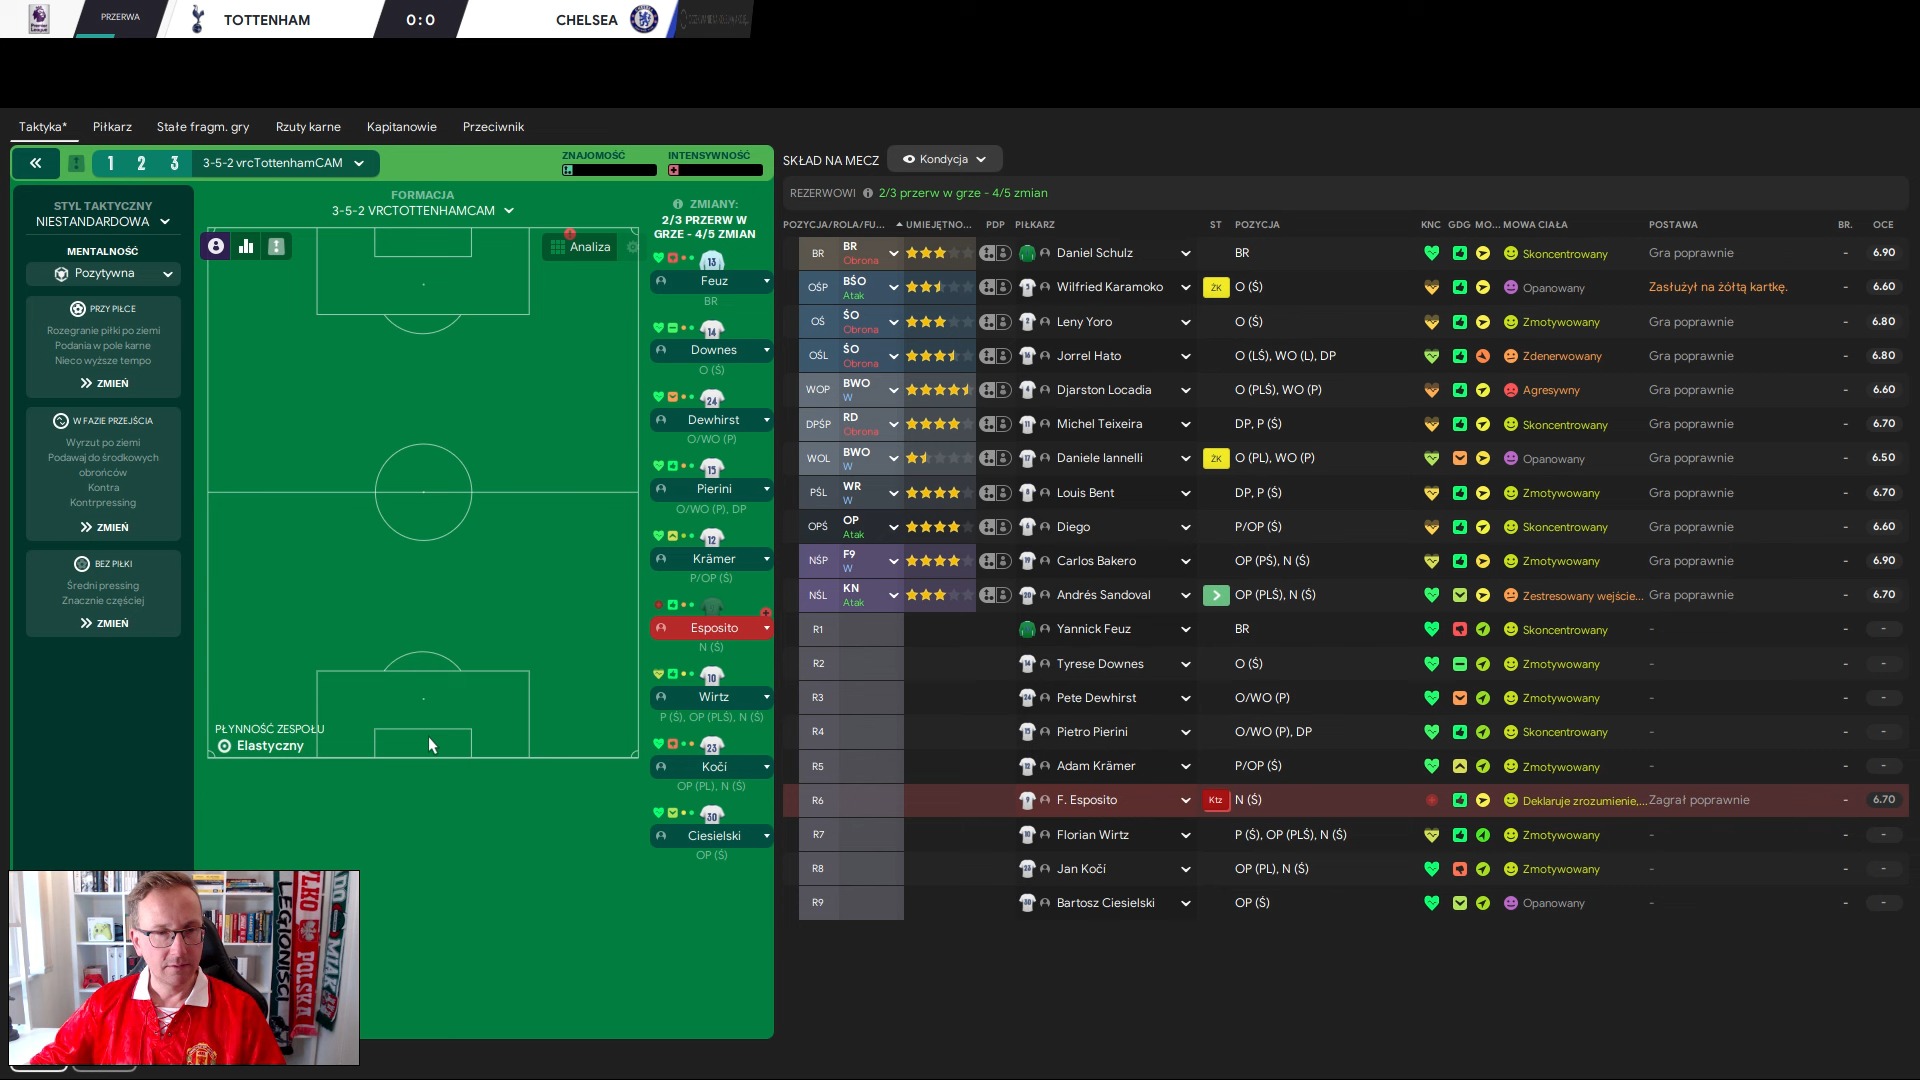 PRZERWA
TOTTENHAM
0:0
CHELSEA
Taktyka*
Piłkarz
Stałe fragm. gry
Rzuty karne
Kapitanowie
Przeciwnik
1 2 3
3-5-2 vrcTottenhamCAM
ZNAJOMOŚĆ
INTENSYWNOŚĆ
STYL TAKTYCZNY
NIESTANDARDOWA
MENTALNOŚĆ
Pozytywna
PRZY PIŁCE
Rozegranie piłki po ziemi
Podania w pole karne
Nieco wyższe tempo
ZMIEŃ
W FAZIE PRZEJŚCIA
Wyrzut po ziemi
Podawaj do środkowych
obrońców
Kontra
Kontrpressing
ZMIEŃ
BEZ PIŁKI
Średni pressing
Znacznie częściej
ZMIEŃ
FORMACJA
3-5-2 VRCTOTTENHAMCAM
Analiza
PŁYNNOŚĆ ZESPOŁU
Elastyczny
ZMIANY:
2/3 PRZERW W
GRZE - 4/5 ZMIAN
13
Feuz
BR
14
Downes
O (Ś)
24
Dewhirst
O/WO (P)
15
Pierini
O/WO (P), DP
12
Krämer
P/OP (Ś)
Esposito
N (Ś)
10
Wirtz
P (Ś), OP (PLŚ), N (Ś)
23
Kočí
OP (PL), N (Ś)
30
Ciesielski
OP (Ś)
SKŁAD NA MECZ
Kondycja
REZERWOWI 2/3 przerw w grze - 4/5 zmian
POZYCJA/ROLA/FU... UMIEJĘTNO... PDP PIŁKARZ ST POZYCJA KNC GDG MO... MOWA CIAŁA POSTAWA BR. OCE
BR BR Obrona Daniel Schulz BR Skoncentrowany Gra poprawnie - 6.90
OŚP BŚO Atak Wilfried Karamoko ŻK O (Ś) Opanowany Zasłużył na żółtą kartkę. - 6.60
OŚ ŚO Obrona Leny Yoro O (Ś) Zmotywowany Gra poprawnie - 6.80
OŚL ŚO Obrona Jorrel Hato O (LŚ), WO (L), DP Zdenerwowany Gra poprawnie - 6.80
WOP BWO W Djarston Locadia O (PLŚ), WO (P) Agresywny Gra poprawnie - 6.60
DPŚP RD Obrona Michel Teixeira DP, P (Ś) Skoncentrowany Gra poprawnie - 6.70
WOL BWO W Daniele Iannelli ŻK O (PL), WO (P) Opanowany Gra poprawnie - 6.50
PŚL WR W Louis Bent DP, P (Ś) Zmotywowany Gra poprawnie - 6.70
OPŚ OP Atak Diego P/OP (Ś) Skoncentrowany Gra poprawnie - 6.60
NŚP F9 W Carlos Bakero OP (PŚ), N (Ś) Zmotywowany Gra poprawnie - 6.90
NŚL KN Atak Andrés Sandoval OP (PLŚ), N (Ś) Zestresowany wejście... Gra poprawnie - 6.70
R1 Yannick Feuz BR Skoncentrowany - - -
R2 Tyrese Downes O (Ś) Zmotywowany - - -
R3 Pete Dewhirst O/WO (P) Zmotywowany - - -
R4 Pietro Pierini O/WO (P), DP Skoncentrowany - - -
R5 Adam Krämer P/OP (Ś) Zmotywowany - - -
R6 F. Esposito Ktz N (Ś) Deklaruje zrozumienie,... Zagrał poprawnie - 6.70
R7 Florian Wirtz P (Ś), OP (PLŚ), N (Ś) Zmotywowany - - -
R8 Jan Kočí OP (PL), N (Ś) Zmotywowany - - -
R9 Bartosz Ciesielski OP (Ś) Opanowany - - -
LEGIONIŚCI
POLSKA